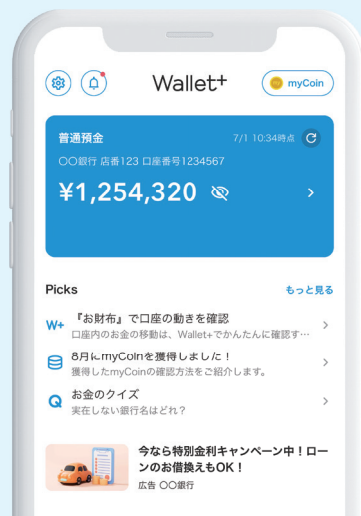 Wallet+
myCoin
普通預金
7/1 10:34時点
〇〇銀行 店番123 口座番号1234567
¥1,254,320
Picks
もっと見る
W+
『お財布』で口座の動きを確認
口座内のお金の移動は、Wallet+でかんたんに確認す…
8月にmyCoinを獲得しました！
獲得したmyCoinの確認方法をご紹介します。
Q
お金のクイズ
実在しない銀行名はどれ？
今なら特別金利キャンペーン中！ロー
ンのお借換えもOK！
広告 〇〇銀行